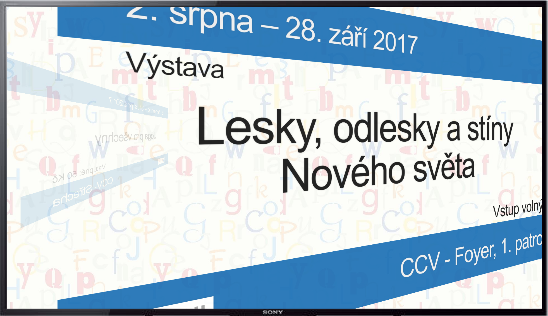 2. srpna – 28. září 2017
Výstava
Lesky, odlesky a stíny
Nového světa
Vstup volný
CCV - Foyer, 1. patro
SONY